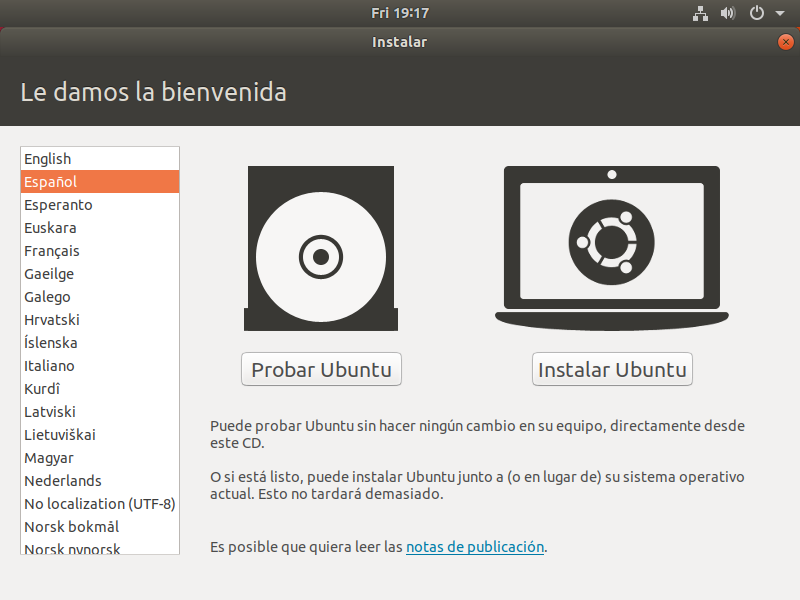 Fri 19:17
Instalar
Le damos la bienvenida
English
Español
Esperanto
Euskara
Français
Gaeilge
Galego
Hrvatski
Íslenska
Italiano
Kurdî
Latviski
Lietuviškai
Magyar
Nederlands
No localization (UTF-8)
Norsk bokmål
Norsk nynorsk
Probar Ubuntu
Instalar Ubuntu
Puede probar Ubuntu sin hacer ningún cambio en su equipo, directamente desde
este CD.
O si está listo, puede instalar Ubuntu junto a (o en lugar de) su sistema operativo
actual. Esto no tardará demasiado.
Es posible que quiera leer las notas de publicación.